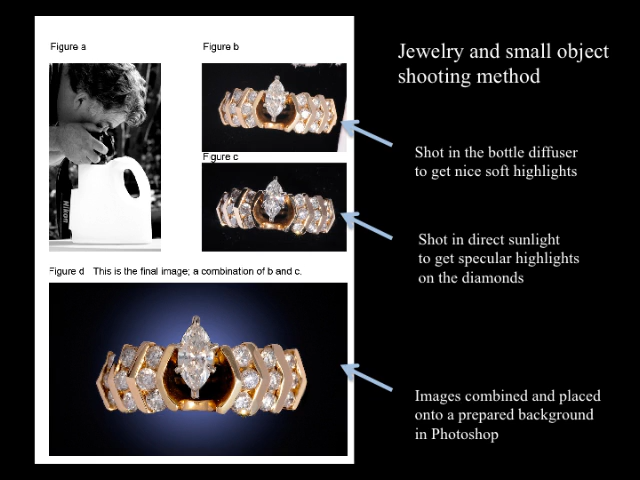 Figure a
Figure b
Jewelry and small object
shooting method
Shot in the bottle diffuser
to get nice soft highlights
Figure c
NIKON
Shot in direct sunlight
to get specular highlights
on the diamonds
Figure d This is the final image; a combination of b and c.
Images combined and placed
onto a prepared background
in Photoshop